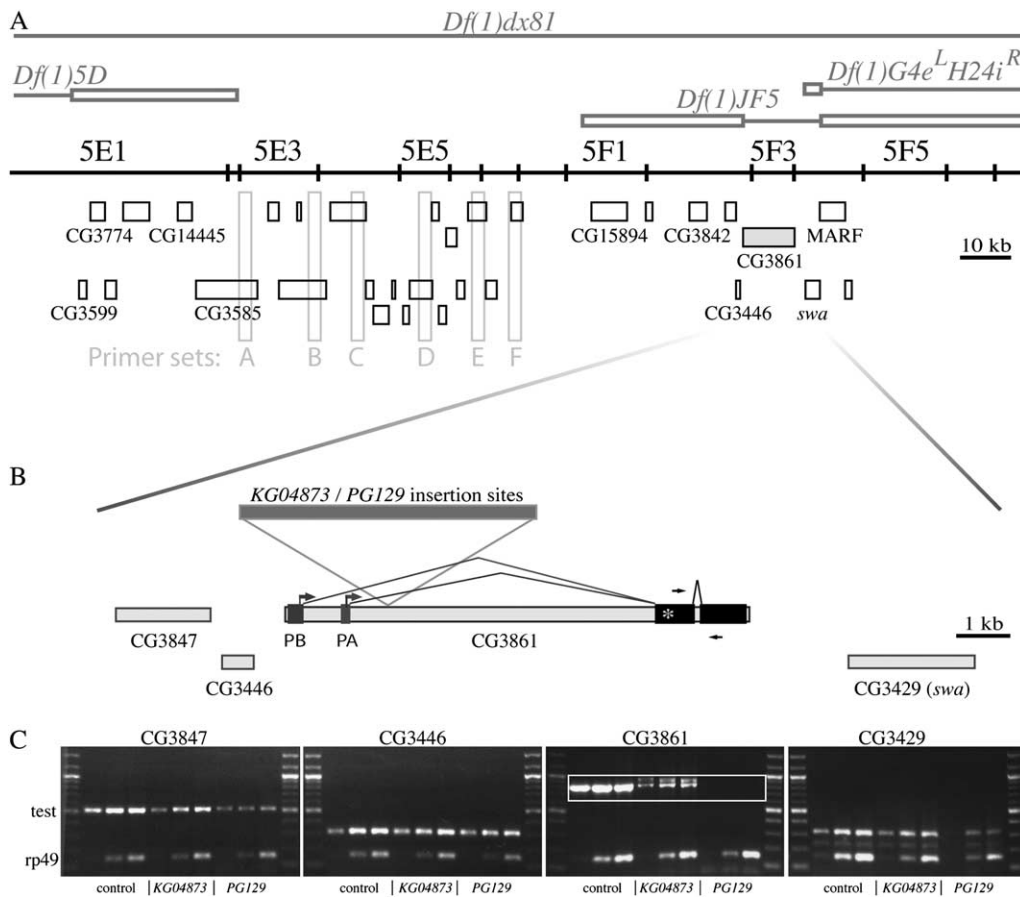 A
Df(1)dx81
Df(1)5D
Df(1)G4e^L H24i^R
Df(1)JF5
5E1 5E3 5E5 5F1 5F3 5F5
CG3774 CG14445 CG15894 CG3842 MARF
CG3861
10 kb
CG3599 CG3585 CG3446 swa
Primer sets: A B C D E F
B
KG04873 / PG129 insertion sites
*
CG3847 PB PA CG3861
1 kb
CG3446 CG3429 (swa)
C
CG3847 CG3446 CG3861 CG3429
test
rp49
control | KG04873 | PG129 control | KG04873 | PG129 control | KG04873 | PG129 control | KG04873 | PG129